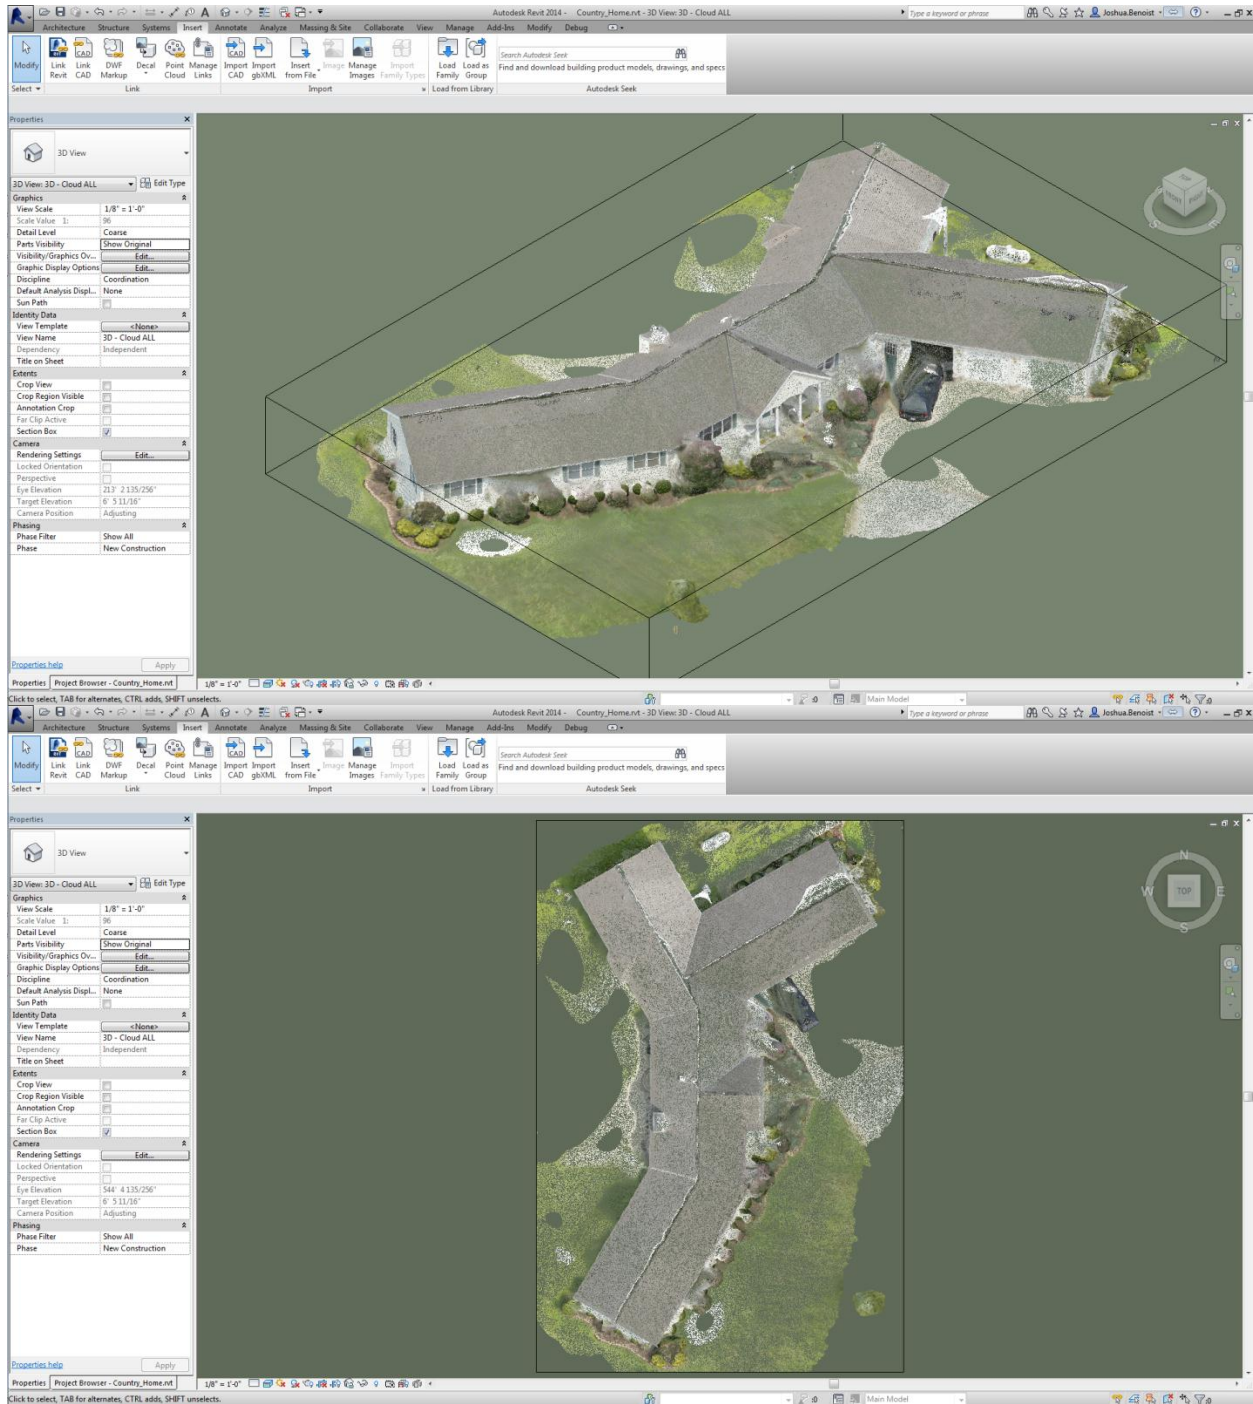 Autodesk Revit 2014 - Country_Home.rvt - 3D View: 3D - Cloud ALL
Type a keyword or phrase
Joshua.Benoist
Architecture Structure Systems Insert Annotate Analyze Massing & Site Collaborate View Manage Add-Ins Modify Debug
Modify Link Revit Link CAD DWF Markup Decal Point Cloud Manage Links Import CAD Import gbXML Insert from File Image Manage Images Import Family Types Load Family Load as Group
Search Autodesk Seek
Find and download building product models, drawings, and specs
Select Link Import Load from Library Autodesk Seek
Properties
3D View
3D View: 3D - Cloud ALL Edit Type
Graphics
View Scale 1/8" = 1'-0"
Scale Value 1: 96
Detail Level Coarse
Parts Visibility Show Original
Visibility/Graphics Ov... Edit...
Graphic Display Options Edit...
Discipline Coordination
Default Analysis Displ... None
Sun Path
Identity Data
View Template <None>
View Name 3D - Cloud ALL
Dependency Independent
Title on Sheet
Extents
Crop View
Crop Region Visible
Annotation Crop
Far Clip Active
Section Box
Camera
Rendering Settings Edit...
Locked Orientation
Perspective
Eye Elevation 213' 2 135/256"
Target Elevation 6' 5 11/16"
Camera Position Adjusting
Phasing
Phase Filter Show All
Phase New Construction
Properties help Apply
Properties Project Browser - Country_Home.rvt
1/8" = 1'-0"
Click to select, TAB for alternates, CTRL adds, SHIFT unselects.
:0 Main Model :0
Autodesk Revit 2014 - Country_Home.rvt - 3D View: 3D - Cloud ALL
Type a keyword or phrase
Joshua.Benoist
Architecture Structure Systems Insert Annotate Analyze Massing & Site Collaborate View Manage Add-Ins Modify Debug
Modify Link Revit Link CAD DWF Markup Decal Point Cloud Manage Links Import CAD Import gbXML Insert from File Image Manage Images Import Family Types Load Family Load as Group
Search Autodesk Seek
Find and download building product models, drawings, and specs
Select Link Import Load from Library Autodesk Seek
Properties
3D View
3D View: 3D - Cloud ALL Edit Type
Graphics
View Scale 1/8" = 1'-0"
Scale Value 1: 96
Detail Level Coarse
Parts Visibility Show Original
Visibility/Graphics Ov... Edit...
Graphic Display Options Edit...
Discipline Coordination
Default Analysis Displ... None
Sun Path
Identity Data
View Template <None>
View Name 3D - Cloud ALL
Dependency Independent
Title on Sheet
Extents
Crop View
Crop Region Visible
Annotation Crop
Far Clip Active
Section Box
Camera
Rendering Settings Edit...
Locked Orientation
Perspective
Eye Elevation 544' 4 135/256"
Target Elevation 6' 5 11/16"
Camera Position Adjusting
Phasing
Phase Filter Show All
Phase New Construction
N
W TOP E
S
Properties help Apply
Properties Project Browser - Country_Home.rvt
1/8" = 1'-0"
Click to select, TAB for alternates, CTRL adds, SHIFT unselects.
:0 Main Model :0